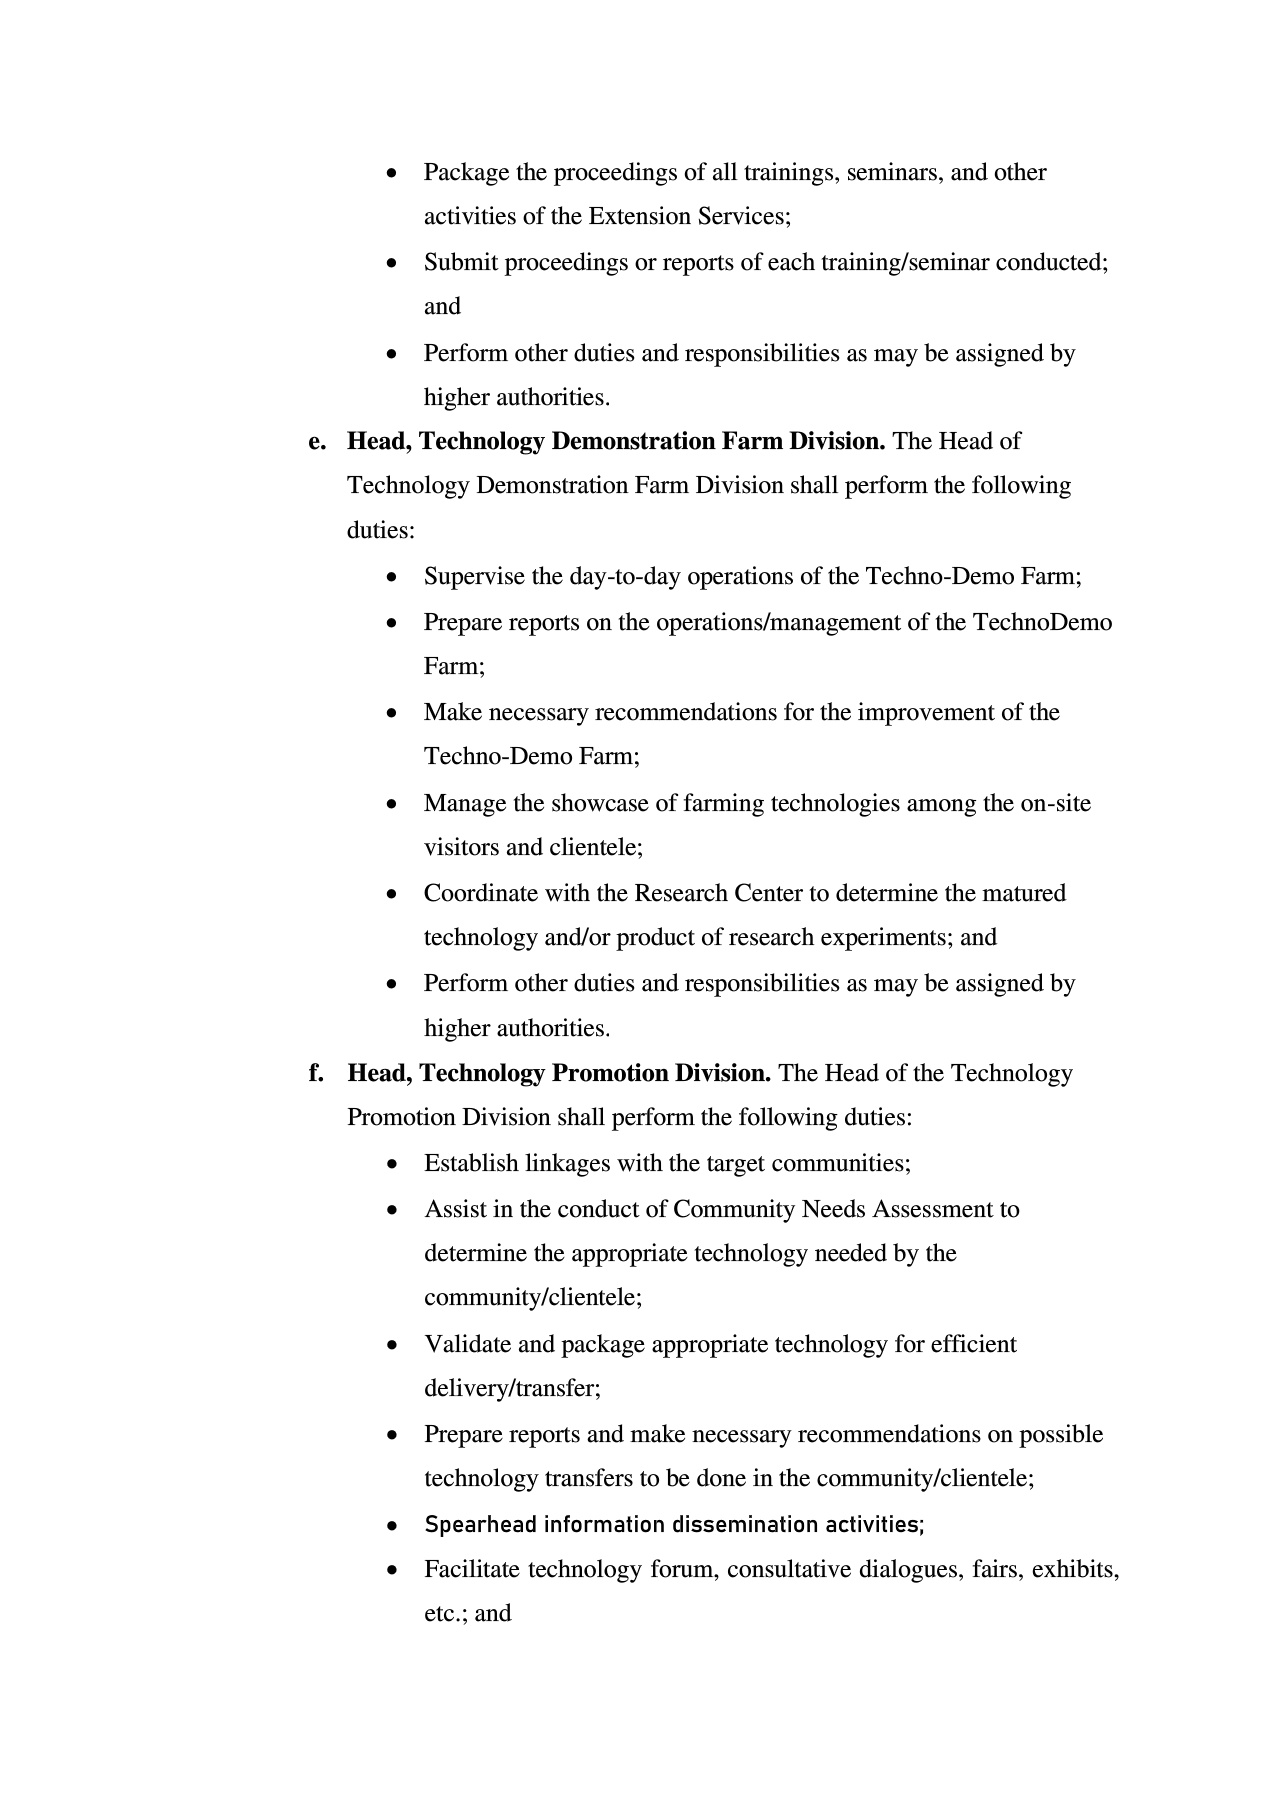 • Package the proceedings of all trainings, seminars, and other
activities of the Extension Services;
• Submit proceedings or reports of each training/seminar conducted;
and
• Perform other duties and responsibilities as may be assigned by
higher authorities.
e. Head, Technology Demonstration Farm Division. The Head of
Technology Demonstration Farm Division shall perform the following
duties:
• Supervise the day-to-day operations of the Techno-Demo Farm;
• Prepare reports on the operations/management of the TechnoDemo
Farm;
• Make necessary recommendations for the improvement of the
Techno-Demo Farm;
• Manage the showcase of farming technologies among the on-site
visitors and clientele;
• Coordinate with the Research Center to determine the matured
technology and/or product of research experiments; and
• Perform other duties and responsibilities as may be assigned by
higher authorities.
f. Head, Technology Promotion Division. The Head of the Technology
Promotion Division shall perform the following duties:
• Establish linkages with the target communities;
• Assist in the conduct of Community Needs Assessment to
determine the appropriate technology needed by the
community/clientele;
• Validate and package appropriate technology for efficient
delivery/transfer;
• Prepare reports and make necessary recommendations on possible
technology transfers to be done in the community/clientele;
• Spearhead information dissemination activities;
• Facilitate technology forum, consultative dialogues, fairs, exhibits,
etc.; and